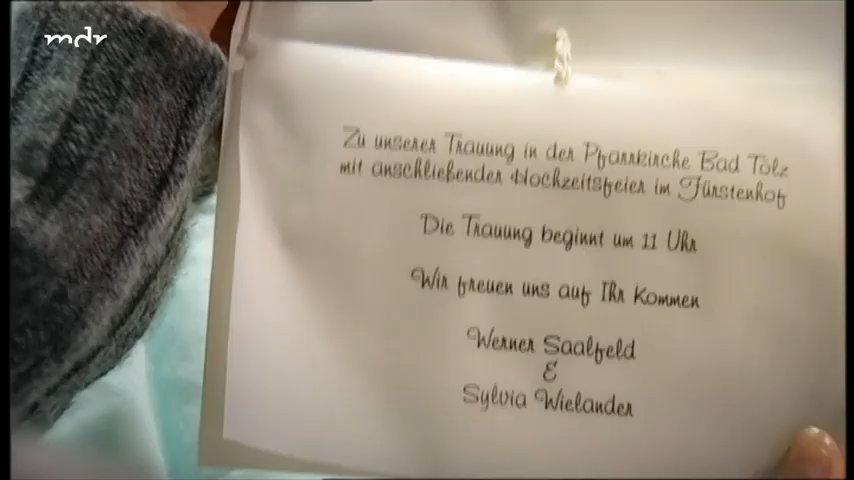 mdr
Zu unserer Trauung in der Pfarrkirche Bad Tölz
mit anschließender Hochzeitsfeier im Fürstenhof
Die Trauung beginnt um 11 Uhr
Wir freuen uns auf Ihr Kommen
Werner Saalfeld
&
Sylvia Wielander